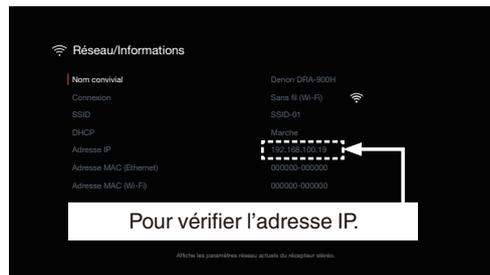 Réseau/Informations
Nom convivial Denon DRA-900H
Connexion Sans fil (Wi-Fi)
SSID SSID-01
DHCP Marche
Adresse IP 192.168.100.19
Adresse MAC (Ethernet) 000000-000000
Adresse MAC (Wi-Fi) 000000-000000
Pour vérifier l’adresse IP.
Affiche les paramètres réseau actuels du récepteur stéréo.